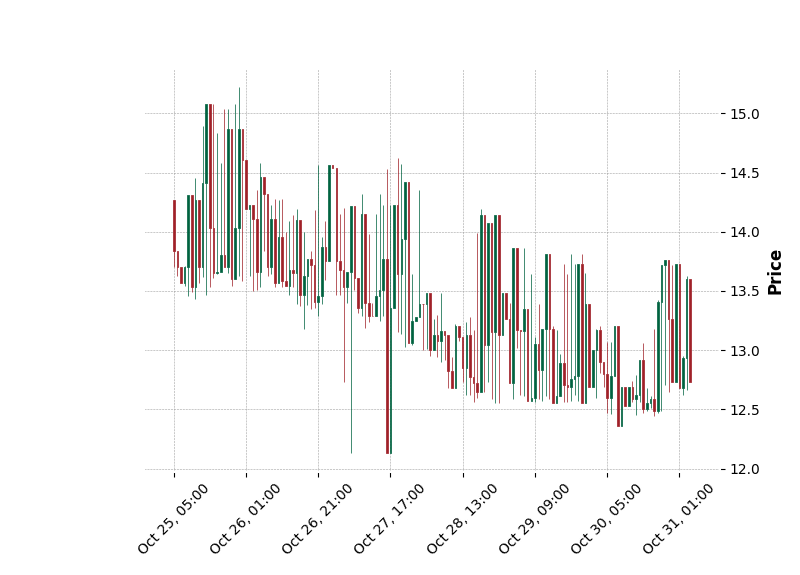 15.0
14.5
14.0
13.5
13.0
12.5
12.0
Price
Oct 25, 05:00
Oct 26, 01:00
Oct 26, 21:00
Oct 27, 17:00
Oct 28, 13:00
Oct 29, 09:00
Oct 30, 05:00
Oct 31, 01:00